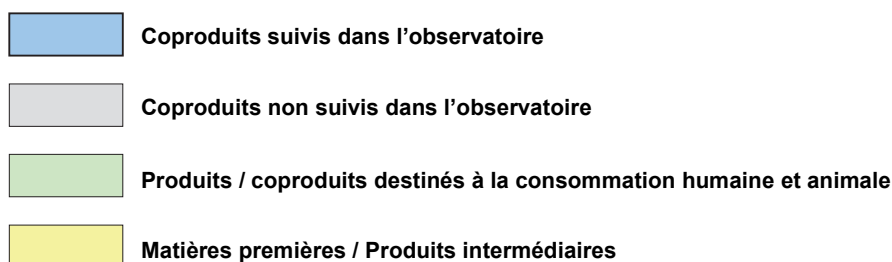 Coproduits suivis dans l’observatoire
Coproduits non suivis dans l’observatoire
Produits / coproduits destinés à la consommation humaine et animale
Matières premières / Produits intermédiaires